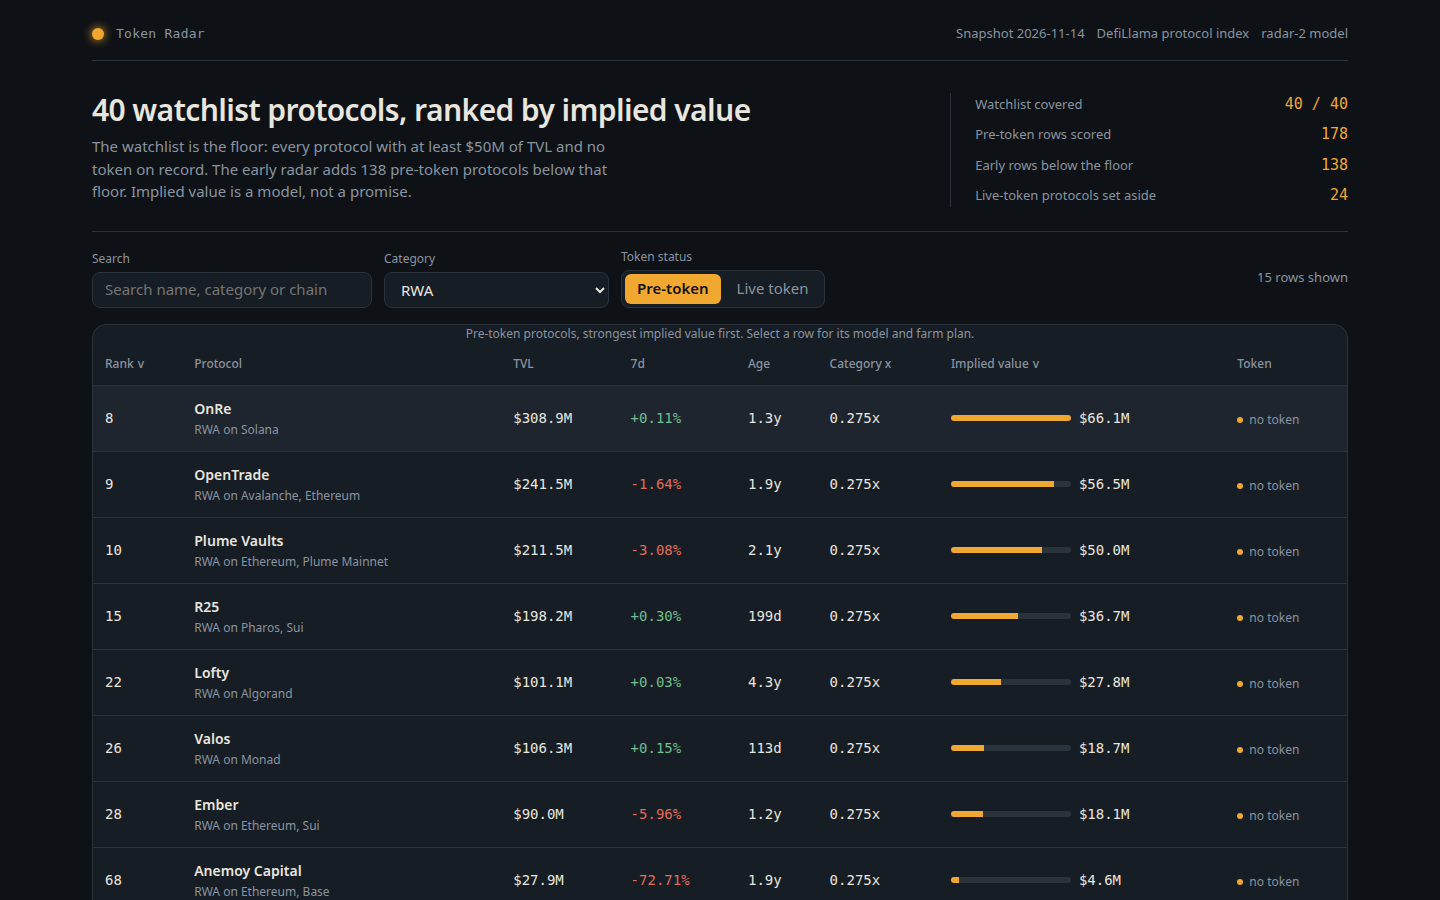 Token Radar
Snapshot 2026-11-14 DefiLlama protocol index radar-2 model
40 watchlist protocols, ranked by implied value
The watchlist is the floor: every protocol with at least $50M of TVL and no
token on record. The early radar adds 138 pre-token protocols below that
floor. Implied value is a model, not a promise.
Watchlist covered 40 / 40
Pre-token rows scored 178
Early rows below the floor 138
Live-token protocols set aside 24
Search Category Token status
Search name, category or chain RWA Pre-token Live token
15 rows shown
Pre-token protocols, strongest implied value first. Select a row for its model and farm plan.
Rank v Protocol TVL 7d Age Category x Implied value v Token
8 OnRe $308.9M +0.11% 1.3y 0.275x $66.1M no token
RWA on Solana
9 OpenTrade $241.5M -1.64% 1.9y 0.275x $56.5M no token
RWA on Avalanche, Ethereum
10 Plume Vaults $211.5M -3.08% 2.1y 0.275x $50.0M no token
RWA on Ethereum, Plume Mainnet
15 R25 $198.2M +0.30% 199d 0.275x $36.7M no token
RWA on Pharos, Sui
22 Lofty $101.1M +0.03% 4.3y 0.275x $27.8M no token
RWA on Algorand
26 Valos $106.3M +0.15% 113d 0.275x $18.7M no token
RWA on Monad
28 Ember $90.0M -5.96% 1.2y 0.275x $18.1M no token
RWA on Ethereum, Sui
68 Anemoy Capital $27.9M -72.71% 1.9y 0.275x $4.6M no token
RWA on Ethereum, Base